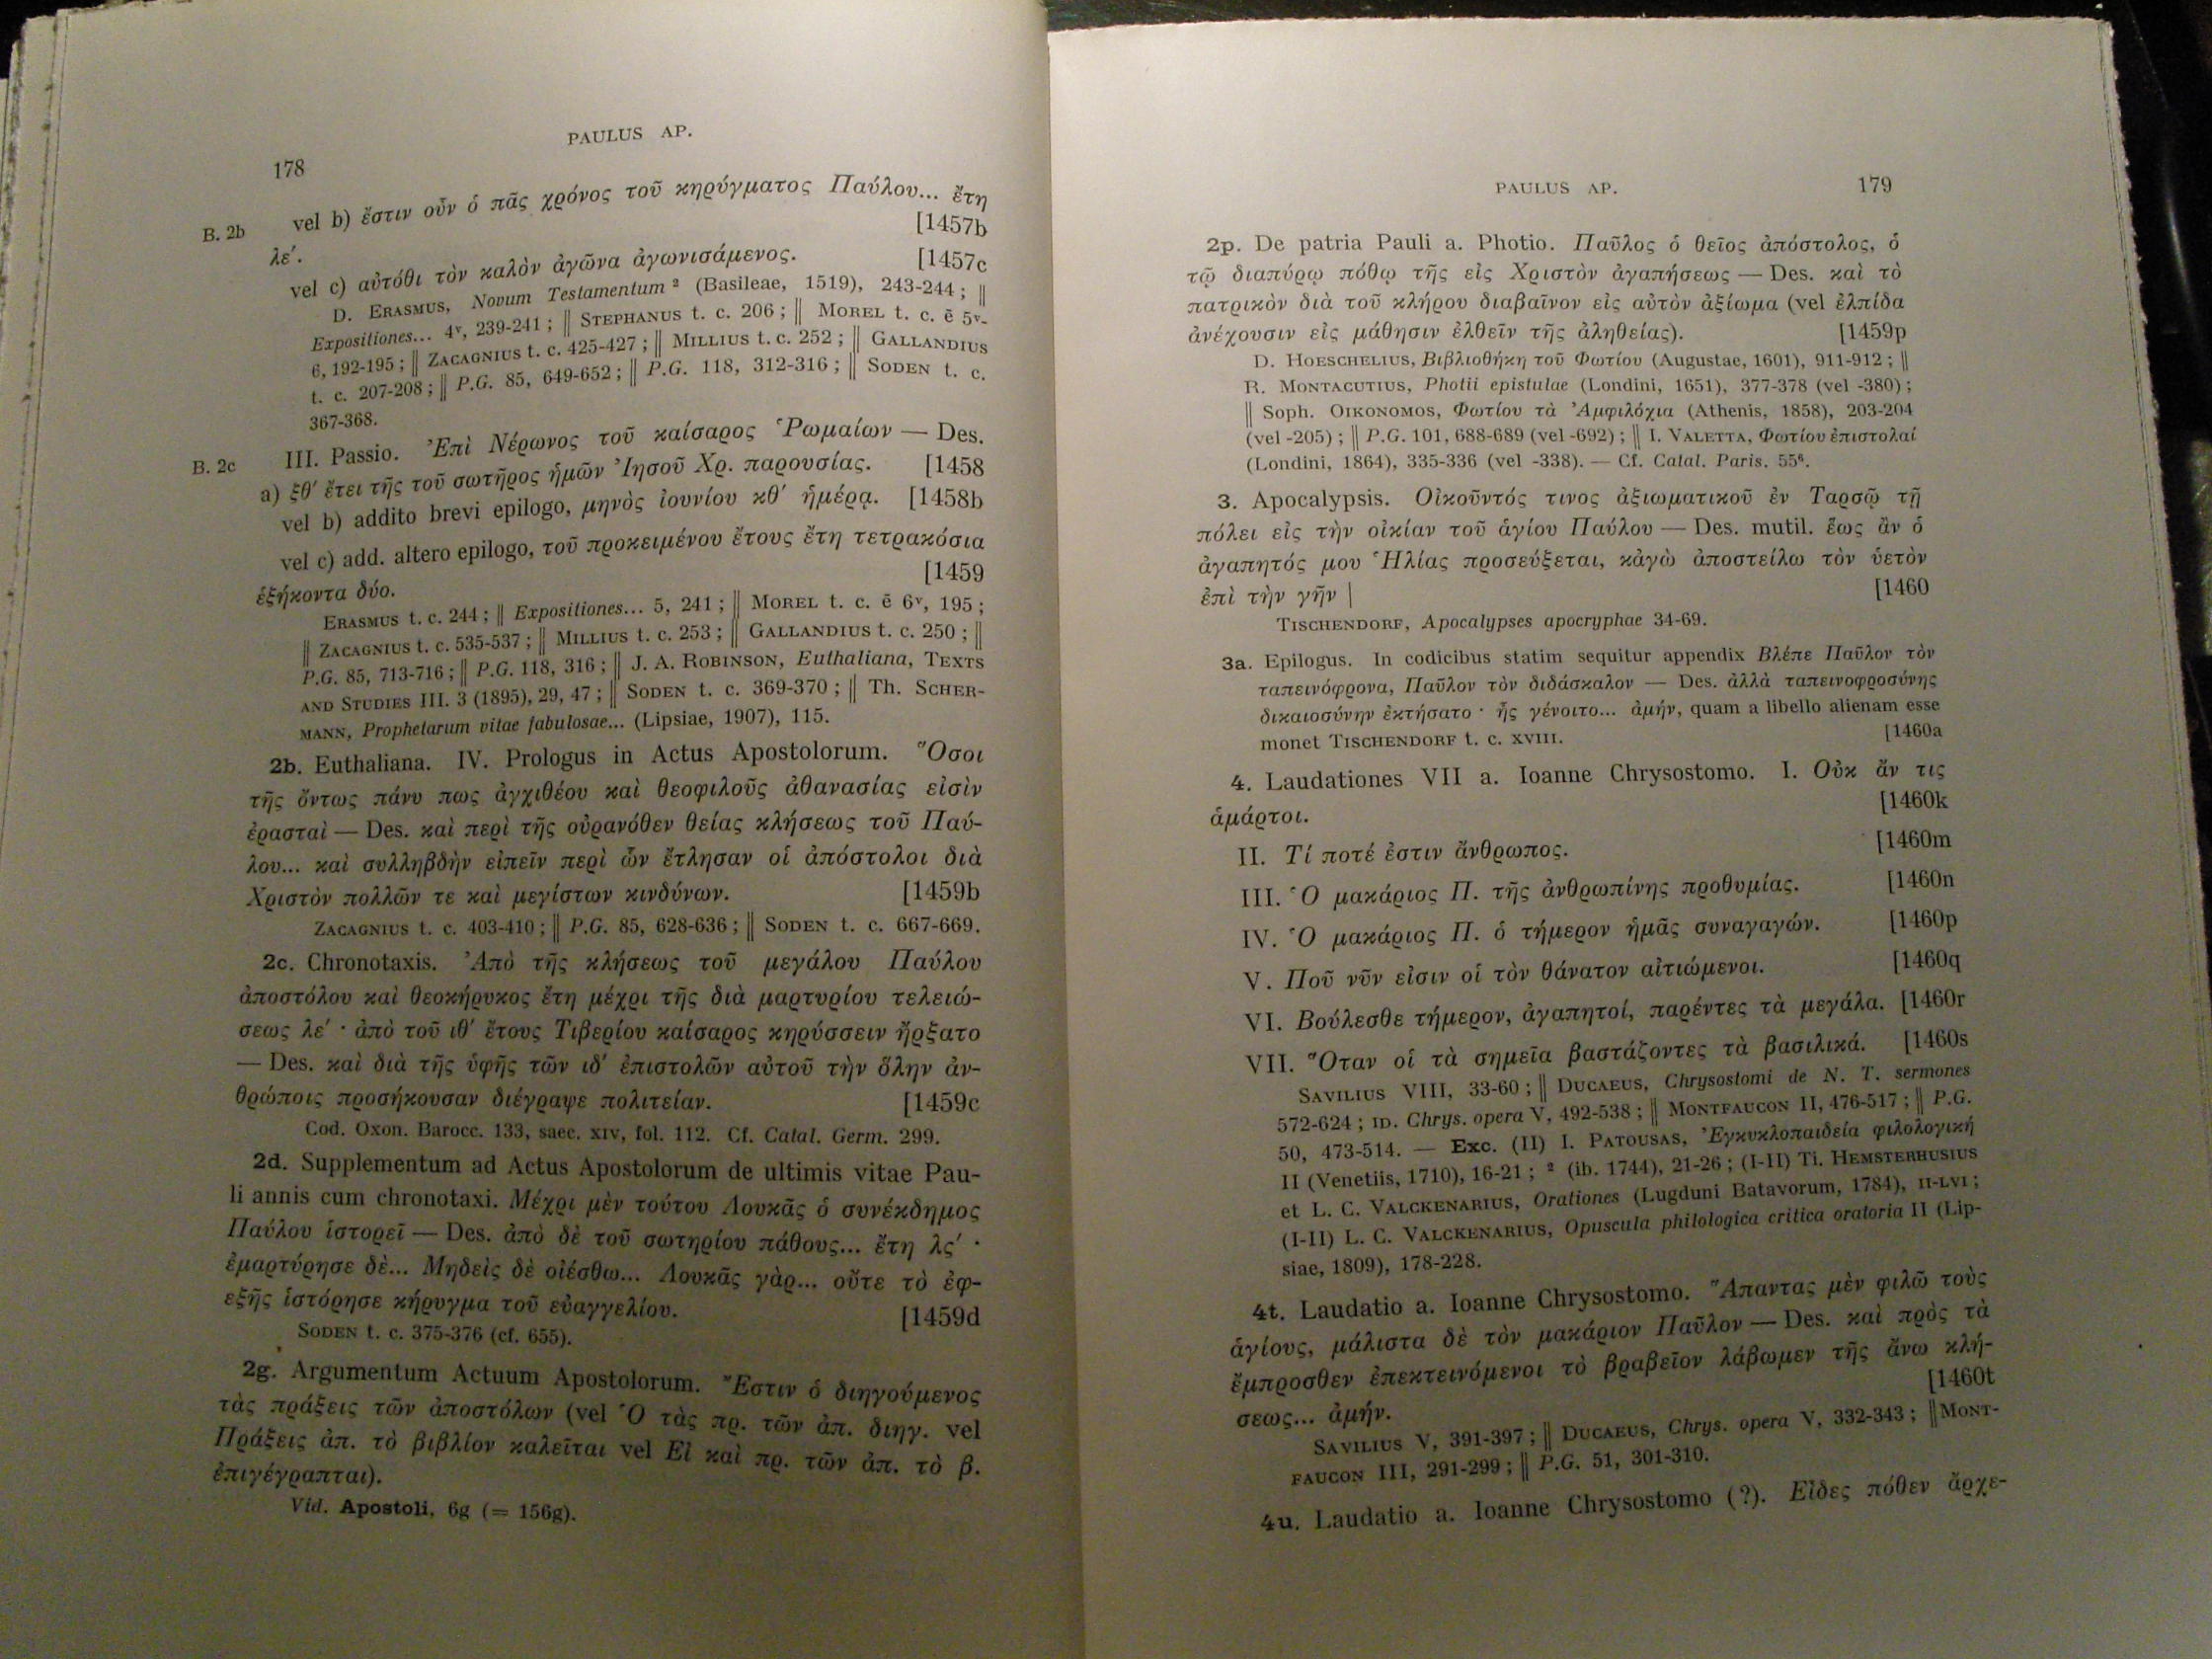 PAULUS AP.
178
B. 2b vel b) ἔστιν οὖν ὁ πᾶς χρόνος τοῦ κηρύγματος Παύλου... ἔτη
λέ'. [1457b
vel c) αὐτόθι τὸν καλὸν ἀγῶνα ἀγωνισάμενος. [1457c
D. ERASMUS, Novum Testamentum ² (Basileae, 1519), 243-244 ; ||
Expositiones... 4ᵛ, 239-241 ; || STEPHANUS t. c. 206 ; || MOREL t. c. ē 5ᵛ-
6, 192-195 ; || ZACAGNIUS t. c. 425-427 ; || MILLIUS t. c. 252 ; || GALLANDIUS
t. c. 207-208 ; || P.G. 85, 649-652 ; || P.G. 118, 312-316 ; || SODEN t. c.
367-368.
B. 2c III. Passio. Ἐπὶ Νέρωνος τοῦ καίσαρος Ῥωμαίων — Des.
a) ξθ' ἔτει τῆς τοῦ σωτῆρος ἡμῶν Ἰησοῦ Χρ. παρουσίας. [1458
vel b) addito brevi epilogo, μηνὸς ἰουνίου κθ' ἡμέρᾳ. [1458b
vel c) add. altero epilogo, τοῦ προκειμένου ἔτους ἔτη τετρακόσια
ἑξήκοντα δύο. [1459
ERASMUS t. c. 244 ; || Expositiones... 5, 241 ; || MOREL t. c. ē 6ᵛ, 195 ;
|| ZACAGNIUS t. c. 535-537 ; || MILLIUS t. c. 253 ; || GALLANDIUS t. c. 250 ; ||
P.G. 85, 713-716 ; || P.G. 118, 316 ; || J. A. ROBINSON, Euthaliana, TEXTS
AND STUDIES III. 3 (1895), 29, 47 ; || SODEN t. c. 369-370 ; || Th. SCHER-
MANN, Prophetarum vitae fabulosae... (Lipsiae, 1907), 115.
2b. Euthaliana. IV. Prologus in Actus Apostolorum. Ὅσοι
τῆς ὄντως πάνυ πως ἀγχιθέου καὶ θεοφιλοῦς ἀθανασίας εἰσὶν
ἐρασταὶ — Des. καὶ περὶ τῆς οὐρανόθεν θείας κλήσεως τοῦ Παύ-
λου... καὶ συλληβδὴν εἰπεῖν περὶ ὧν ἔτλησαν οἱ ἀπόστολοι διὰ
Χριστὸν πολλῶν τε καὶ μεγίστων κινδύνων. [1459b
ZACAGNIUS t. c. 403-410 ; || P.G. 85, 628-636 ; || SODEN t. c. 667-669.
2c. Chronotaxis. Ἀπὸ τῆς κλήσεως τοῦ μεγάλου Παύλου
ἀποστόλου καὶ θεοκήρυκος ἔτη μέχρι τῆς διὰ μαρτυρίου τελειώ-
σεως λε' · ἀπὸ τοῦ ιθ' ἔτους Τιβερίου καίσαρος κηρύσσειν ἤρξατο
— Des. καὶ διὰ τῆς ὑφῆς τῶν ιδ' ἐπιστολῶν αὐτοῦ τὴν ὅλην ἀν-
θρώποις προσήκουσαν διέγραψε πολιτείαν. [1459c
Cod. Oxon. Barocc. 133, saec. XIV, fol. 112. Cf. Catal. Germ. 299.
2d. Supplementum ad Actus Apostolorum de ultimis vitae Pau-
li annis cum chronotaxi. Μέχρι μὲν τούτου Λουκᾶς ὁ συνέκδημος
Παύλου ἱστορεῖ — Des. ἀπὸ δὲ τοῦ σωτηρίου πάθους... ἔτη λς' ·
ἐμαρτύρησε δὲ... Μηδεὶς δὲ οἰέσθω... Λουκᾶς γὰρ... οὔτε τὸ ἐφ-
εξῆς ἱστόρησε κήρυγμα τοῦ εὐαγγελίου. [1459d
SODEN t. c. 375-376 (cf. 655).
2g. Argumentum Actuum Apostolorum. Ἔστιν ὁ διηγούμενος
τὰς πράξεις τῶν ἀποστόλων (vel Ὁ τὰς πρ. τῶν ἀπ. διηγ. vel
Πράξεις ἀπ. τὸ βιβλίον καλεῖται vel Εἰ καὶ πρ. τῶν ἀπ. τὸ β.
ἐπιγέγραπται).
Vid. Apostoli, 6g (= 156g).
PAULUS AP. 179
2p. De patria Pauli a. Photio. Παῦλος ὁ θεῖος ἀπόστολος, ὁ
τῷ διαπύρῳ πόθῳ τῆς εἰς Χριστὸν ἀγαπήσεως — Des. καὶ τὸ
πατρικὸν διὰ τοῦ κλήρου διαβαῖνον εἰς αὐτὸν ἀξίωμα (vel ἐλπίδα
ἀνέχουσιν εἰς μάθησιν ἐλθεῖν τῆς ἀληθείας). [1459p
D. HOESCHELIUS, Βιβλιοθήκη τοῦ Φωτίου (Augustae, 1601), 911-912 ; ||
R. MONTACUTIUS, Photii epistulae (Londini, 1651), 377-378 (vel -380) ;
|| Soph. OIKONOMOS, Φωτίου τὰ Ἀμφιλόχια (Athenis, 1858), 203-204
(vel -205) ; || P.G. 101, 688-689 (vel -692) ; || I. VALETTA, Φωτίου ἐπιστολαί
(Londini, 1864), 335-336 (vel -338). — Cf. Catal. Paris. 55⁶.
3. Apocalypsis. Οἰκοῦντός τινος ἀξιωματικοῦ ἐν Ταρσῷ τῇ
πόλει εἰς τὴν οἰκίαν τοῦ ἁγίου Παύλου — Des. mutil. ἕως ἂν ὁ
ἀγαπητός μου Ἡλίας προσεύξεται, κἀγὼ ἀποστείλω τὸν ὑετὸν
ἐπὶ τὴν γῆν | [1460
TISCHENDORF, Apocalypses apocryphae 34-69.
3a. Epilogus. In codicibus statim sequitur appendix Βλέπε Παῦλον τὸν
ταπεινόφρονα, Παῦλον τὸν διδάσκαλον — Des. ἀλλὰ ταπεινοφροσύνης
δικαιοσύνην ἐκτήσατο · ἧς γένοιτο... ἀμήν, quam a libello alienam esse
monet TISCHENDORF t. c. XVIII. [1460a
4. Laudationes VII a. Ioanne Chrysostomo. I. Οὐκ ἄν τις
ἁμάρτοι. [1460k
II. Τί ποτέ ἐστιν ἄνθρωπος. [1460m
III. Ὁ μακάριος Π. τῆς ἀνθρωπίνης προθυμίας. [1460n
IV. Ὁ μακάριος Π. ὁ τήμερον ἡμᾶς συναγαγών. [1460p
V. Ποῦ νῦν εἰσιν οἱ τὸν θάνατον αἰτιώμενοι. [1460q
VI. Βούλεσθε τήμερον, ἀγαπητοί, παρέντες τὰ μεγάλα. [1460r
VII. Ὅταν οἱ τὰ σημεῖα βαστάζοντες τὰ βασιλικά. [1460s
SAVILIUS VIII, 33-60 ; || DUCAEUS, Chrysostomi de N. T. sermones
572-624 ; ID. Chrys. opera V, 492-538 ; || MONTFAUCON II, 476-517 ; || P.G.
50, 473-514. — Exc. (II) I. PATOUSAS, Ἐγκυκλοπαιδεία φιλολογική
II (Venetiis, 1710), 16-21 ; ² (ib. 1744), 21-26 ; (I-II) Ti. HEMSTERHUSIUS
et L. C. VALCKENARIUS, Orationes (Lugduni Batavorum, 1784), II-LVI ;
(I-II) L. C. VALCKENARIUS, Opuscula philologica critica oratoria II (Lip-
siae, 1809), 178-228.
4t. Laudatio a. Ioanne Chrysostomo. Ἅπαντας μὲν φιλῶ τοὺς
ἁγίους, μάλιστα δὲ τὸν μακάριον Παῦλον — Des. καὶ πρὸς τὰ
ἔμπροσθεν ἐπεκτεινόμενοι τὸ βραβεῖον λάβωμεν τῆς ἄνω κλή-
σεως... ἀμήν. [1460t
SAVILIUS V, 391-397 ; || DUCAEUS, Chrys. opera V, 332-343 ; || MONT-
FAUCON III, 291-299 ; || P.G. 51, 301-310.
4u. Laudatio a. Ioanne Chrysostomo (?). Εἶδες πόθεν ἄρχε-